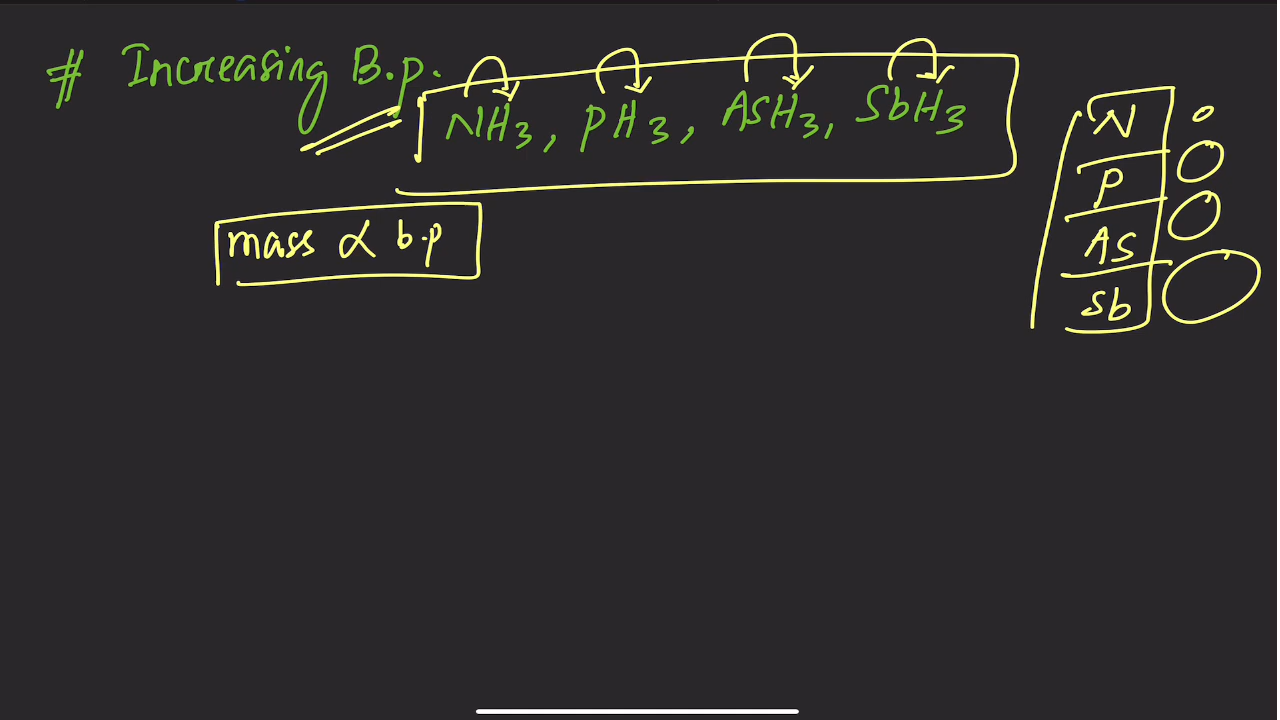 # Increasing B.p.
NH3, PH3, AsH3, SbH3
mass ∝ b.p
N
P
As
Sb